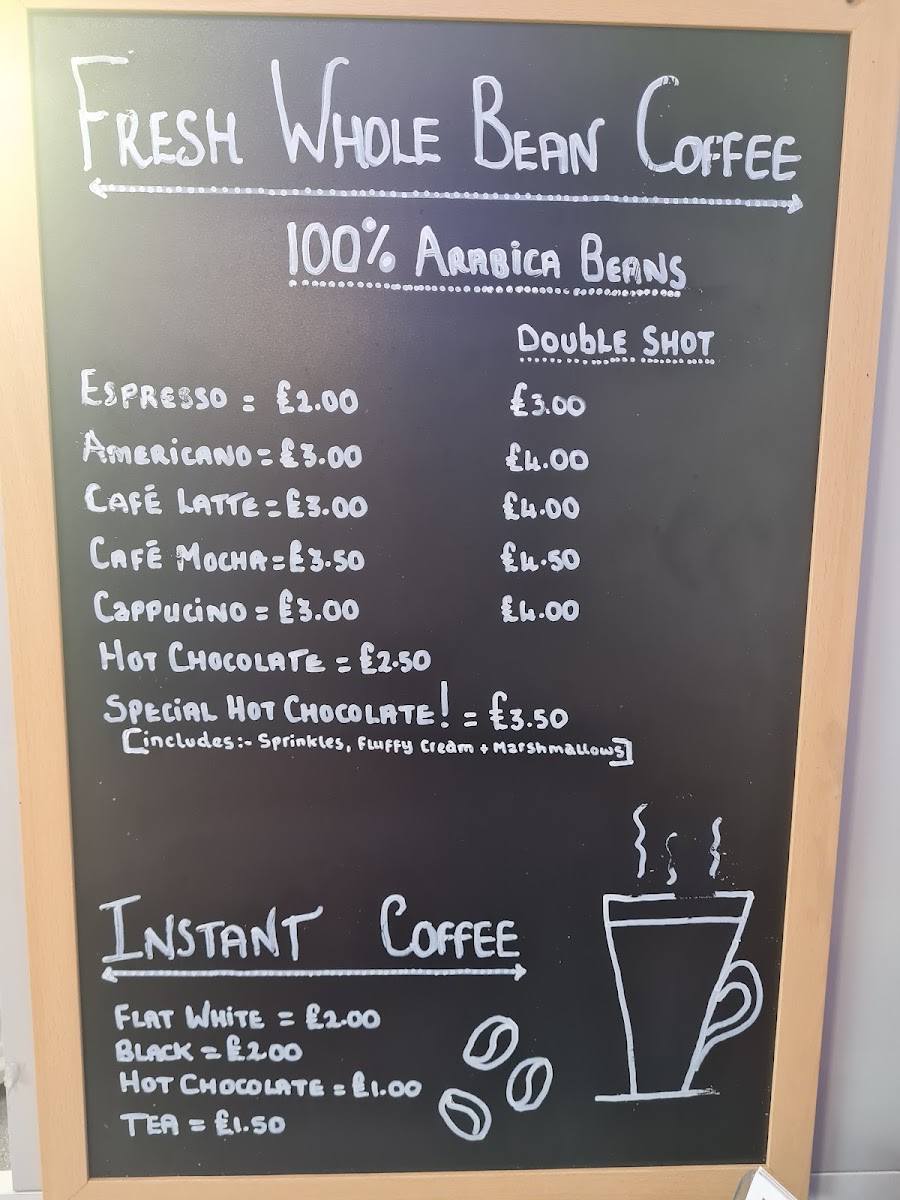 FRESH WHOLE BEAN COFFEE
100% ARABICA BEANS
DOUBLE SHOT
ESPRESSO = £2.00 £3.00
AMERICANO = £3.00 £4.00
CAFÉ LATTE = £3.00 £4.00
CAFÉ MOCHA = £3.50 £4.50
CAPPUCINO = £3.00 £4.00
HOT CHOCOLATE = £2.50
SPECIAL HOT CHOCOLATE! = £3.50
[includes:- Sprinkles, Fluffy Cream + Marshmallows]
INSTANT COFFEE
FLAT WHITE = £2.00
BLACK = £2.00
HOT CHOCOLATE = £1.00
TEA = £1.50